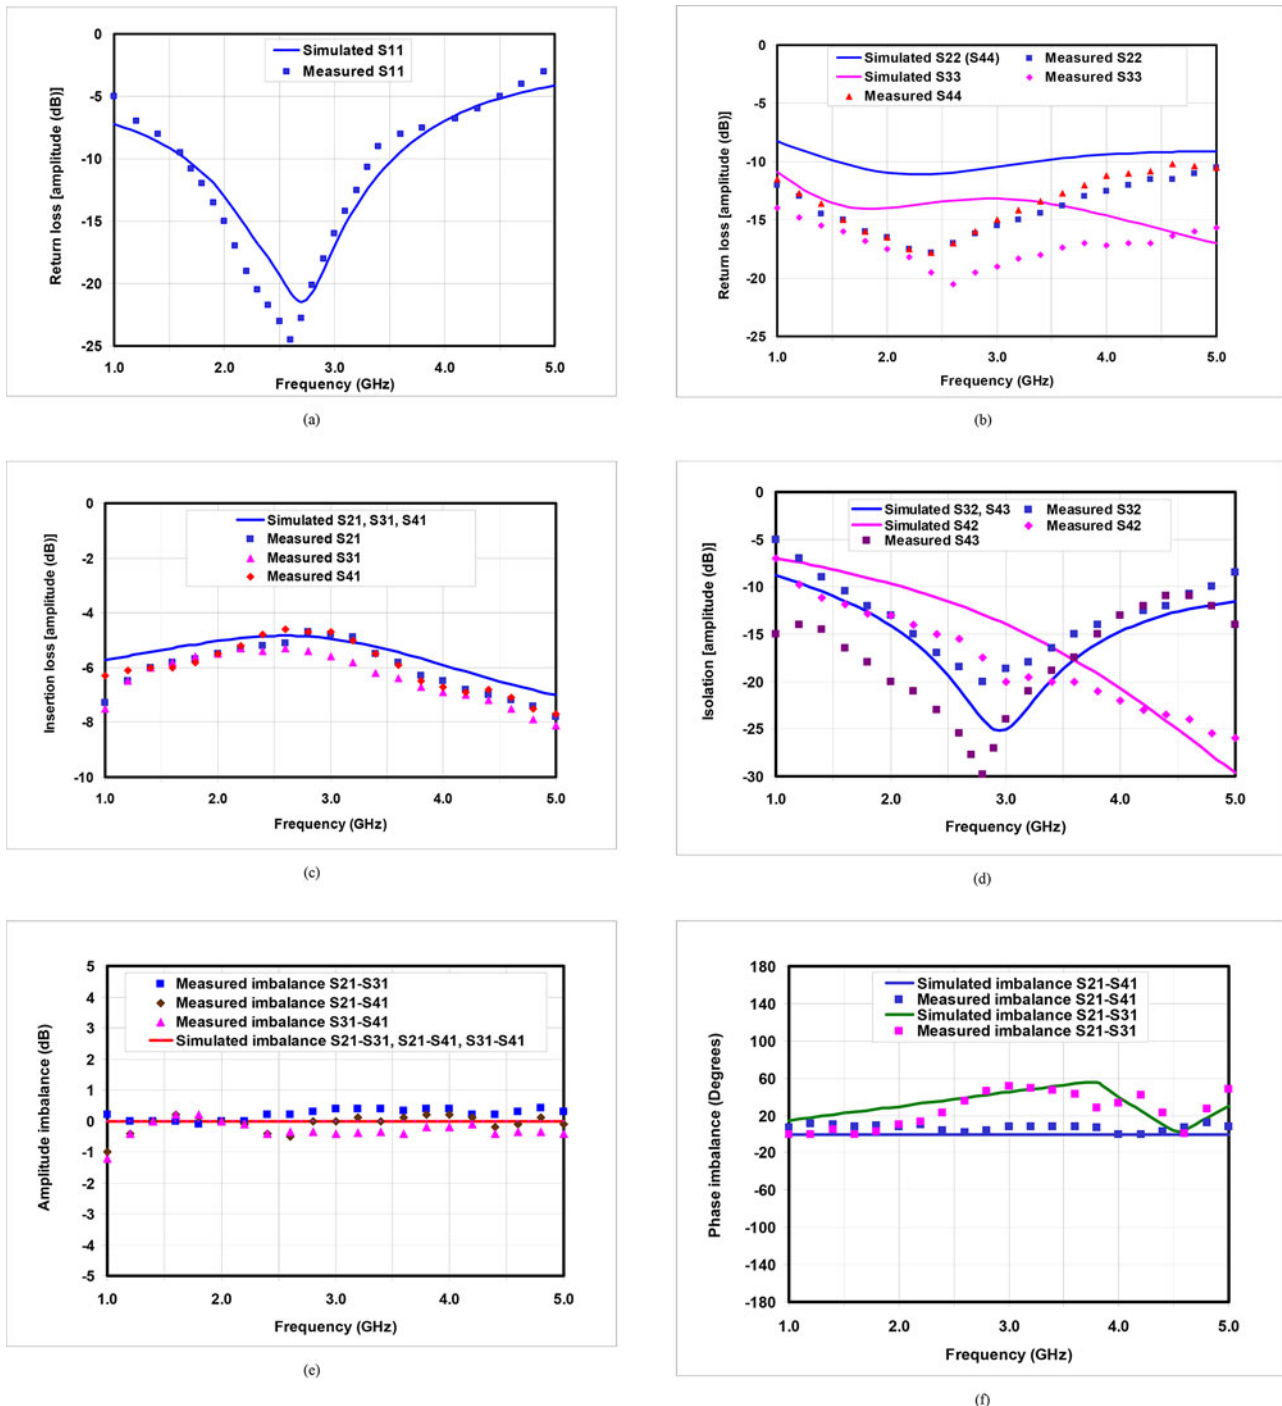 0
Simulated S11
Measured S11
-5
-10
-15
-20
-25
Return loss [amplitude (dB)]
1.0 2.0 3.0 4.0 5.0
Frequency (GHz)
(a)
0
Simulated S22 (S44) Measured S22
Simulated S33 Measured S33
Measured S44
-5
-10
-15
-20
-25
Return loss [amplitude (dB)]
1.0 2.0 3.0 4.0 5.0
Frequency (GHz)
(b)
0
Simulated S21, S31, S41
Measured S21
Measured S31
Measured S41
-2
-4
-6
-8
-10
Insertion loss [amplitude (dB)]
1.0 2.0 3.0 4.0 5.0
Frequency (GHz)
(c)
0
Simulated S32, S43 Measured S32
Simulated S42 Measured S42
Measured S43
-5
-10
-15
-20
-25
-30
Isolation [amplitude (dB)]
1.0 2.0 3.0 4.0 5.0
Frequency (GHz)
(d)
5
Measured imbalance S21-S31
Measured imbalance S21-S41
Measured imbalance S31-S41
Simulated imbalance S21-S31, S21-S41, S31-S41
4
3
2
1
0
-1
-2
-3
-4
-5
Amplitude imbalance (dB)
1.0 2.0 3.0 4.0 5.0
Frequency (GHz)
(e)
180
Simulated imbalance S21-S41
Measured imbalance S21-S41
Simulated imbalance S21-S31
Measured imbalance S21-S31
140
100
60
20
-20
-60
-100
-140
-180
Phase imbalance (Degrees)
1.0 2.0 3.0 4.0 5.0
Frequency (GHz)
(f)